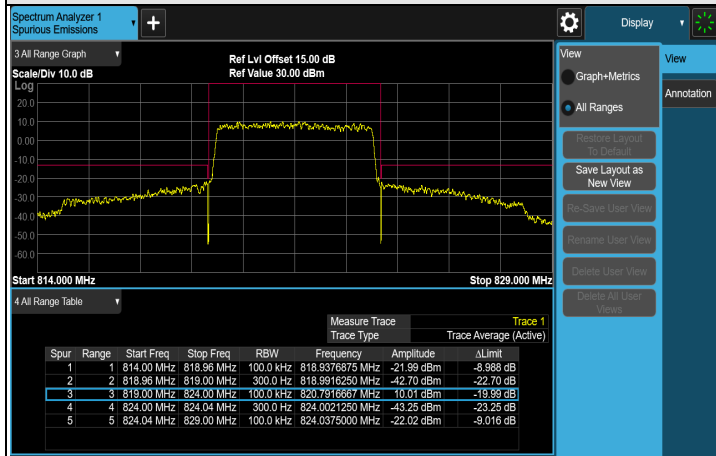 Spectrum Analyzer 1
Spurious Emissions
Display
3 All Range Graph
Ref Lvl Offset 15.00 dB
Scale/Div 10.0 dB
Ref Value 30.00 dBm
Log
20.0
10.0
0.00
-10.0
-20.0
-30.0
-40.0
-50.0
-60.0
Start 814.000 MHz
Stop 829.000 MHz
View
Graph+Metrics
All Ranges
Restore Layout
To Default
Save Layout as
New View
Re-Save User View
Rename User View
Delete User View
Delete All User
Views
View
Annotation
4 All Range Table
Measure Trace Trace 1
Trace Type Trace Average (Active)
Spur Range Start Freq Stop Freq RBW Frequency Amplitude ΔLimit
1 1 814.00 MHz 818.96 MHz 100.0 kHz 818.9376875 MHz -21.99 dBm -8.988 dB
2 2 818.96 MHz 819.00 MHz 300.0 Hz 818.9916250 MHz -42.70 dBm -22.70 dB
3 3 819.00 MHz 824.00 MHz 100.0 kHz 820.7916667 MHz 10.01 dBm -19.99 dB
4 4 824.00 MHz 824.04 MHz 300.0 Hz 824.0021250 MHz -43.25 dBm -23.25 dB
5 5 824.04 MHz 829.00 MHz 100.0 kHz 824.0375000 MHz -22.02 dBm -9.016 dB